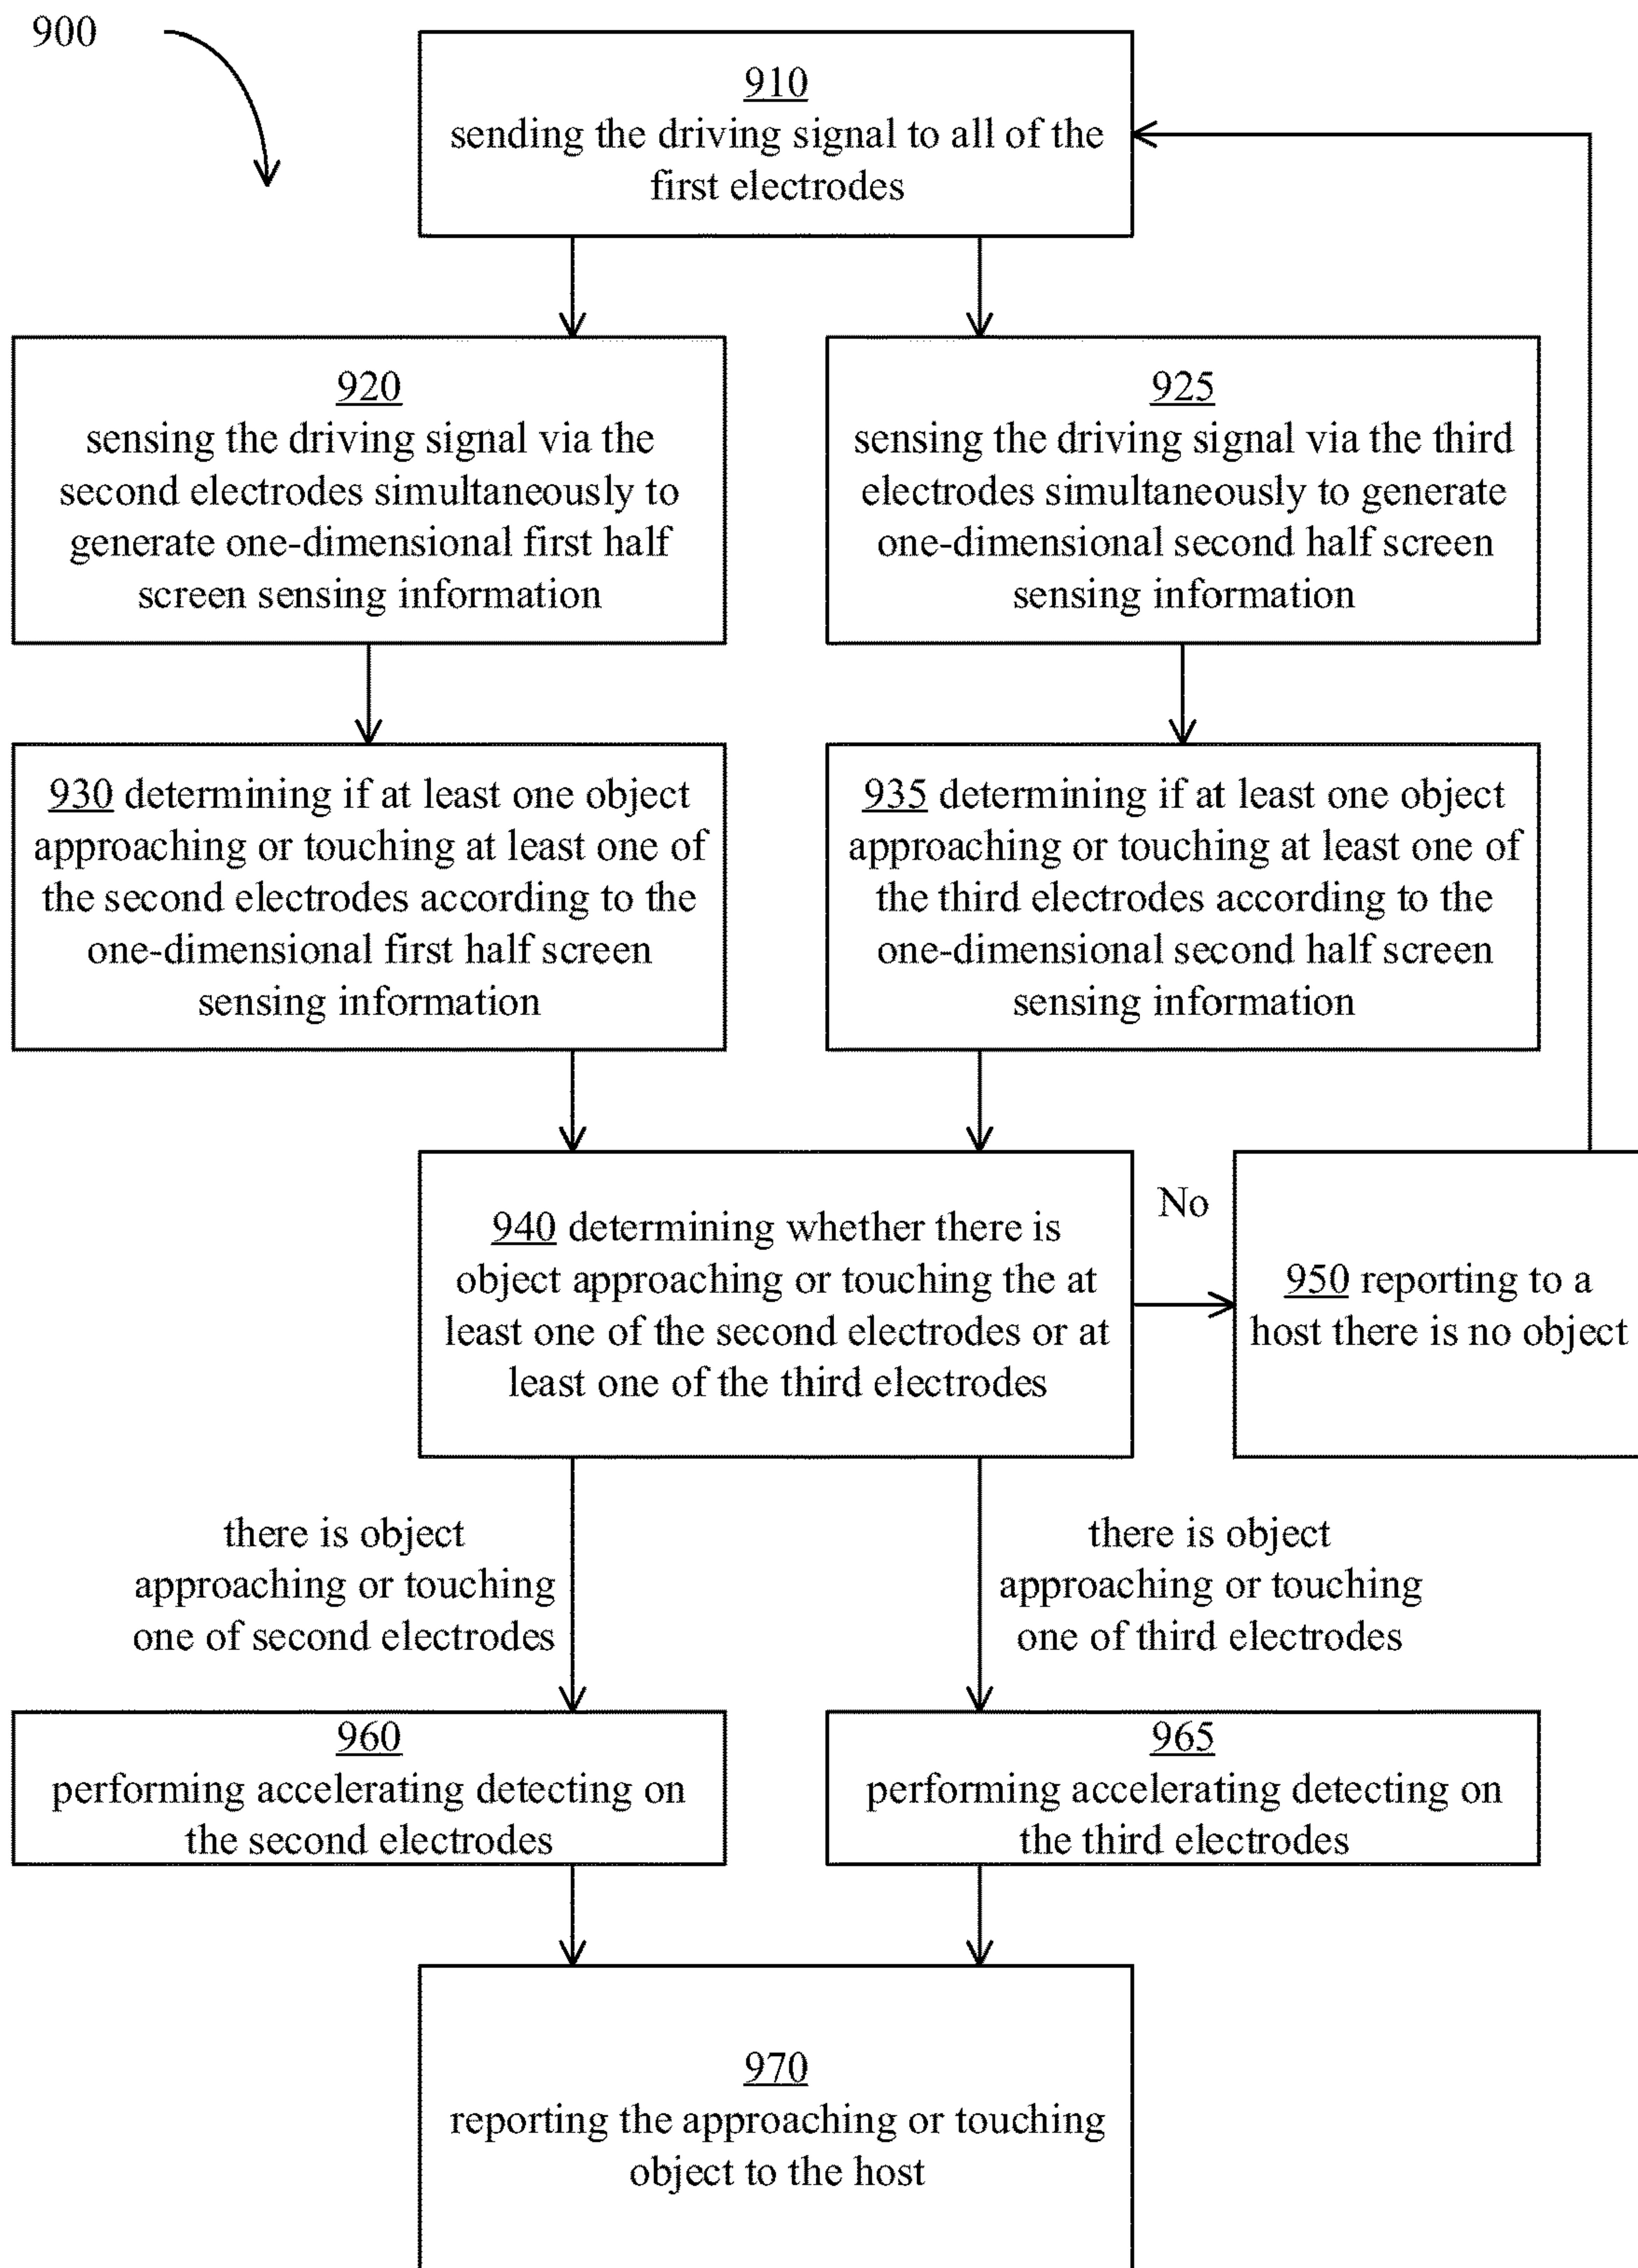 900
910
sending the driving signal to all of the
first electrodes
920
sensing the driving signal via the
second electrodes simultaneously to
generate one-dimensional first half
screen sensing information
925
sensing the driving signal via the third
electrodes simultaneously to generate
one-dimensional second half screen
sensing information
930 determining if at least one object
approaching or touching at least one of
the second electrodes according to the
one-dimensional first half screen
sensing information
935 determining if at least one object
approaching or touching at least one of
the third electrodes according to the
one-dimensional second half screen
sensing information
940 determining whether there is
object approaching or touching the at
least one of the second electrodes or at
least one of the third electrodes
No
950 reporting to a
host there is no object
there is object
approaching or touching
one of second electrodes
there is object
approaching or touching
one of third electrodes
960
performing accelerating detecting on
the second electrodes
965
performing accelerating detecting on
the third electrodes
970
reporting the approaching or touching
object to the host